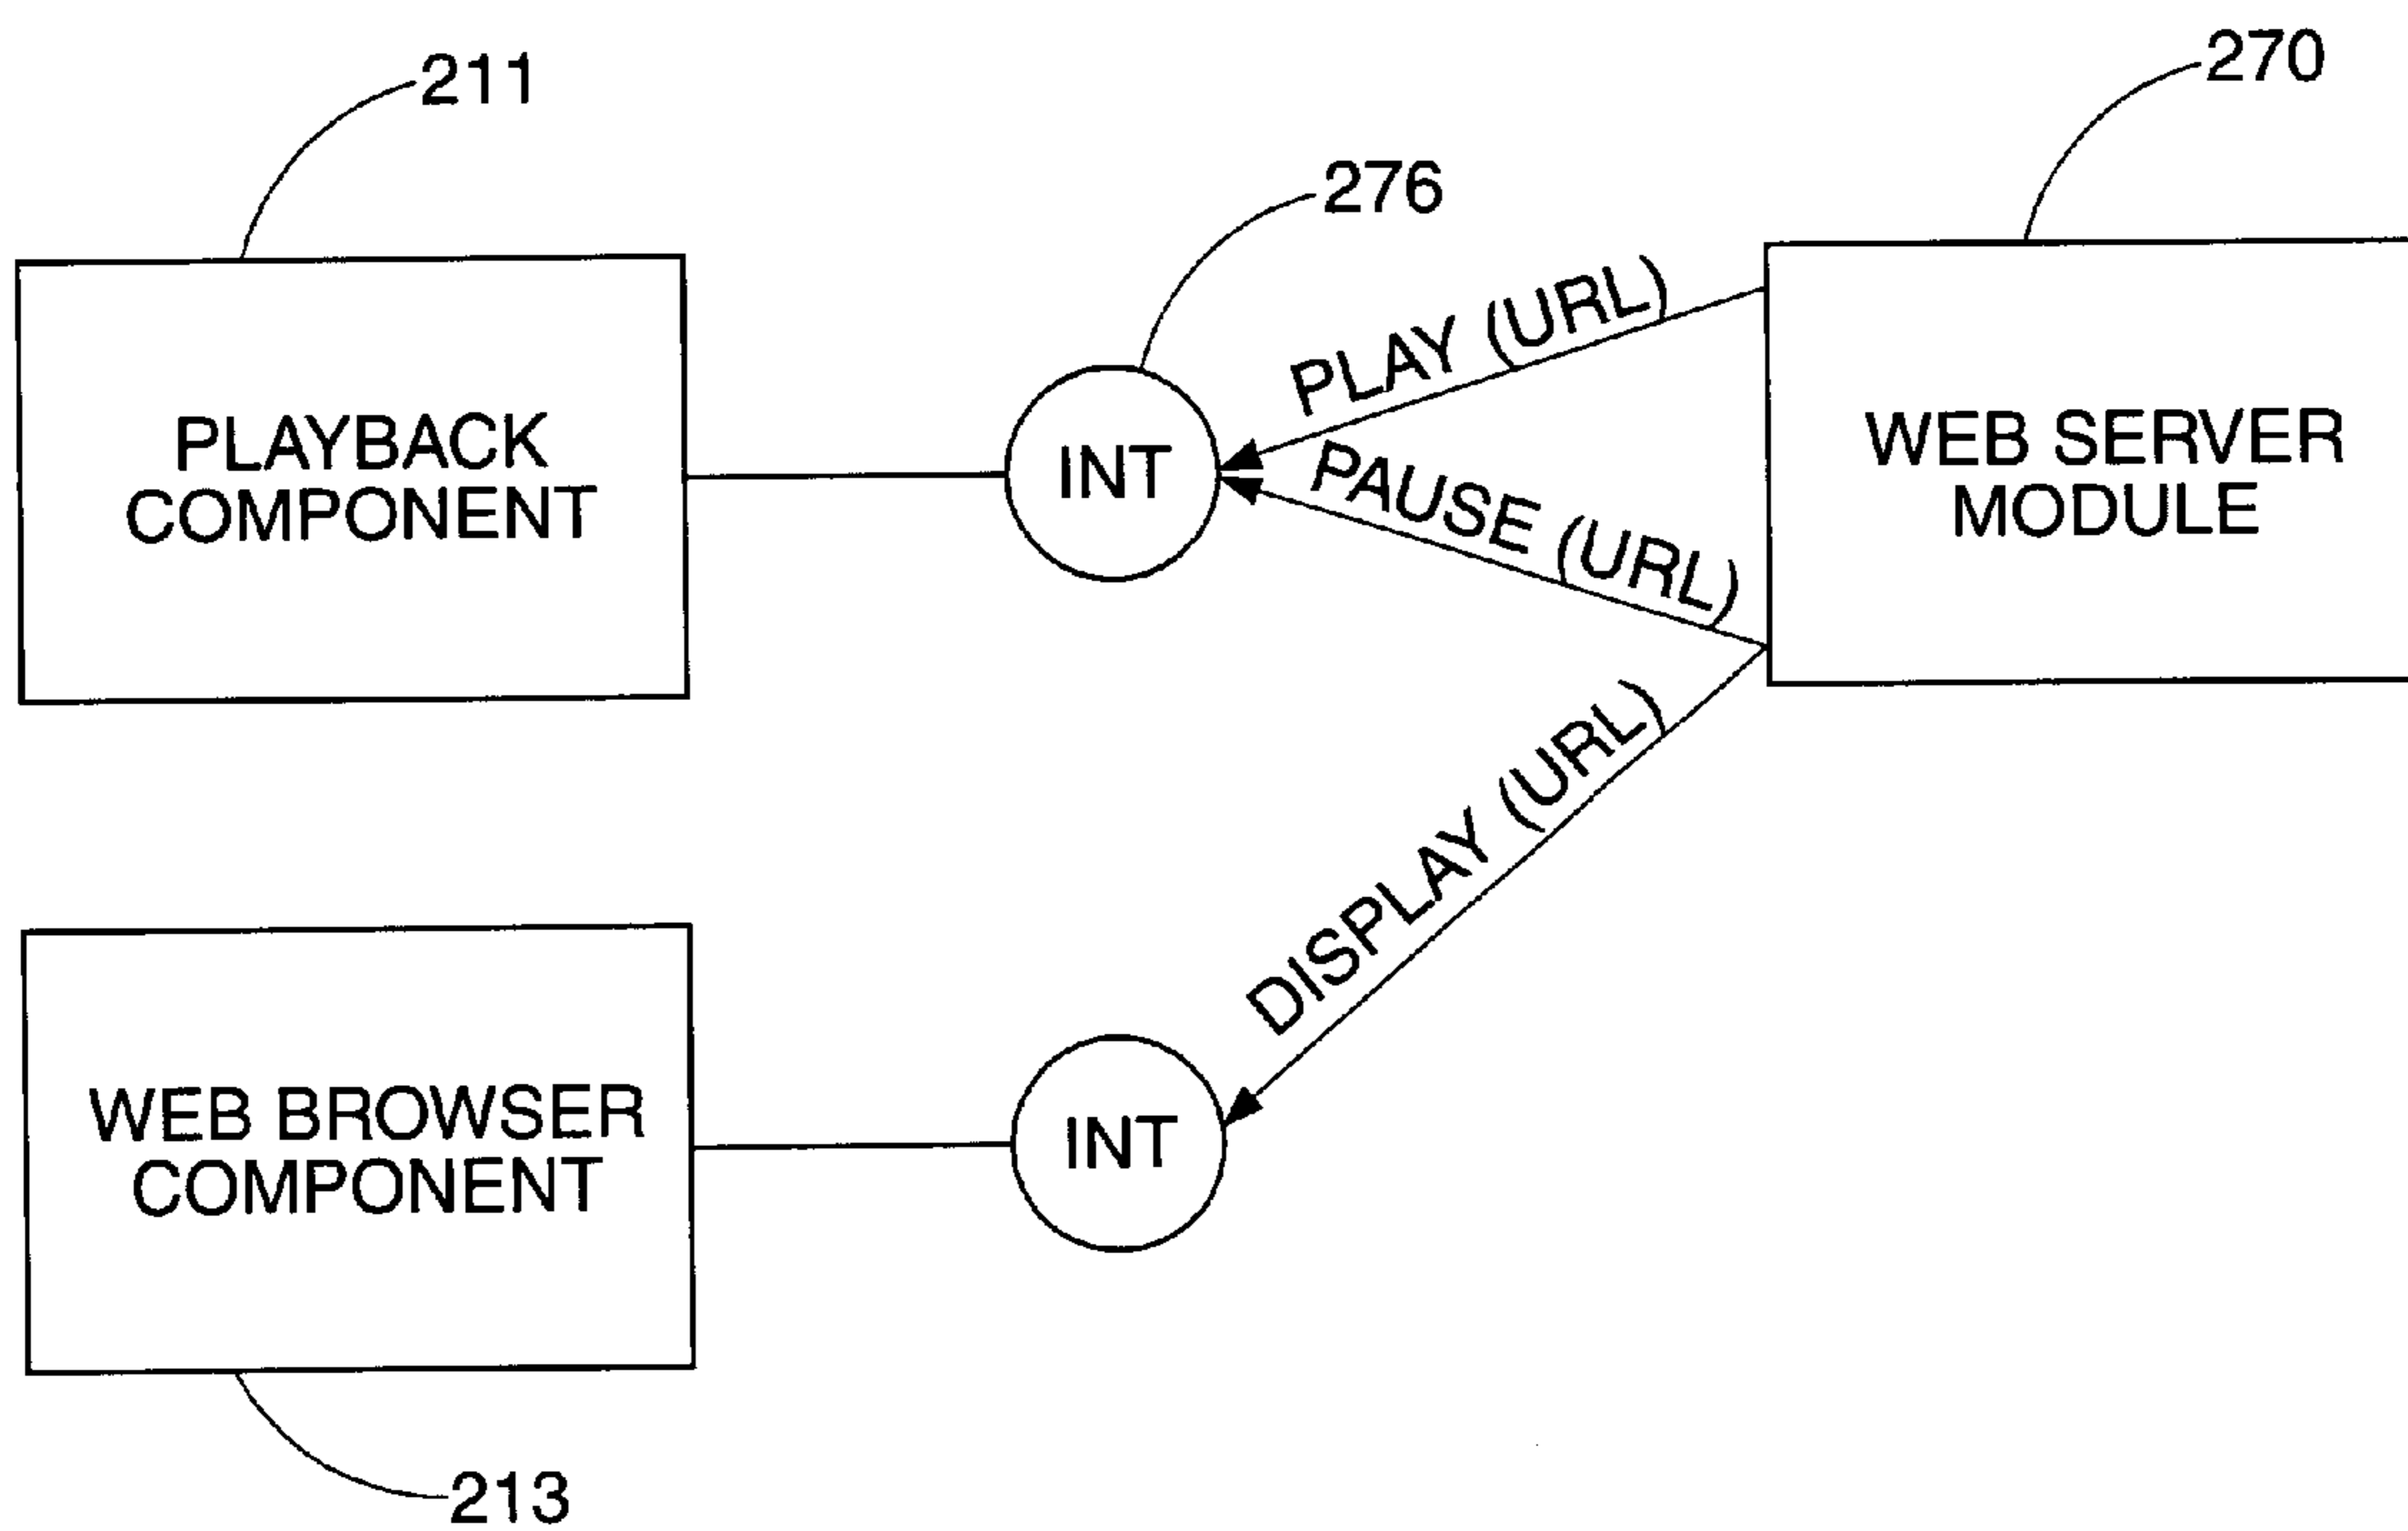 211
270
276
PLAY (URL)
PLAYBACK
COMPONENT
INT
WEB SERVER
MODULE
PAUSE (URL)
DISPLAY (URL)
WEB BROWSER
COMPONENT
INT
213